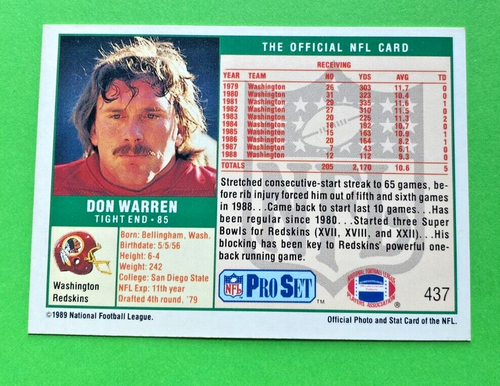 THE OFFICIAL NFL CARD
RECEIVING
YEAR TEAM NO YDS AVG TD
1979 Washington 26 303 11.7 0
1980 Washington 31 323 10.4 0
1981 Washington 29 335 11.6 1
1982 Washington 27 310 11.5 0
1983 Washington 20 225 11.3 2
1984 Washington 18 192 10.7 0
1985 Washington 15 163 10.9 1
1986 Washington 20 164 8.2 1
1987 Washington 7 43 6.1 0
1988 Washington 12 112 9.3 0
TOTALS 205 2,170 10.6 5
DON WARREN
TIGHT END • 85
Washington
Redskins
Born: Bellingham, Wash.
Birthdate: 5/5/56
Height: 6-4
Weight: 242
College: San Diego State
NFL Exp: 11th year
Drafted 4th round, '79
Stretched consecutive-start streak to 65 games, be-
fore rib injury forced him out of fifth and sixth games
in 1988...Came back to start last 10 games...Has
been regular since 1980...Started three Super
Bowls for Redskins (XVII, XVIII, and XXII)...His
blocking has been key to Redskins' powerful one-
back running game.
NFL PRO SET ™
NATIONAL FOOTBALL LEAGUE
PLAYERS ASSOCIATION
437
©1989 National Football League.
Official Photo and Stat Card of the NFL.